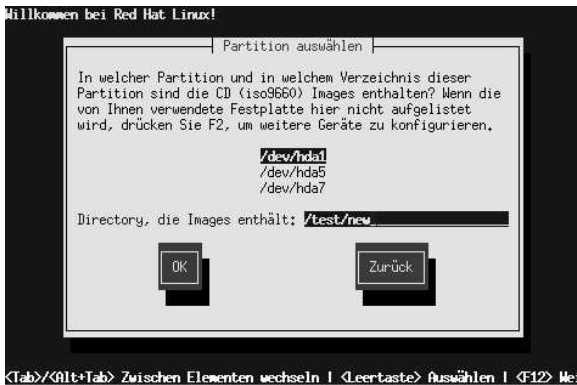 Willkommen bei Red Hat Linux!
Partition auswählen
In welcher Partition und in welchem Verzeichnis dieser
Partition sind die CD (iso9660) Images enthalten? Wenn die
von Ihnen verwendete Festplatte hier nicht aufgelistet
wird, drücken Sie F2, um weitere Geräte zu konfigurieren.
/dev/hda1
/dev/hda5
/dev/hda7
Directory, die Images enthält: /test/new_
OK Zurück
<Tab>/<Alt+Tab> Zwischen Elementen wechseln | <Leertaste> Auswählen | <F12> We